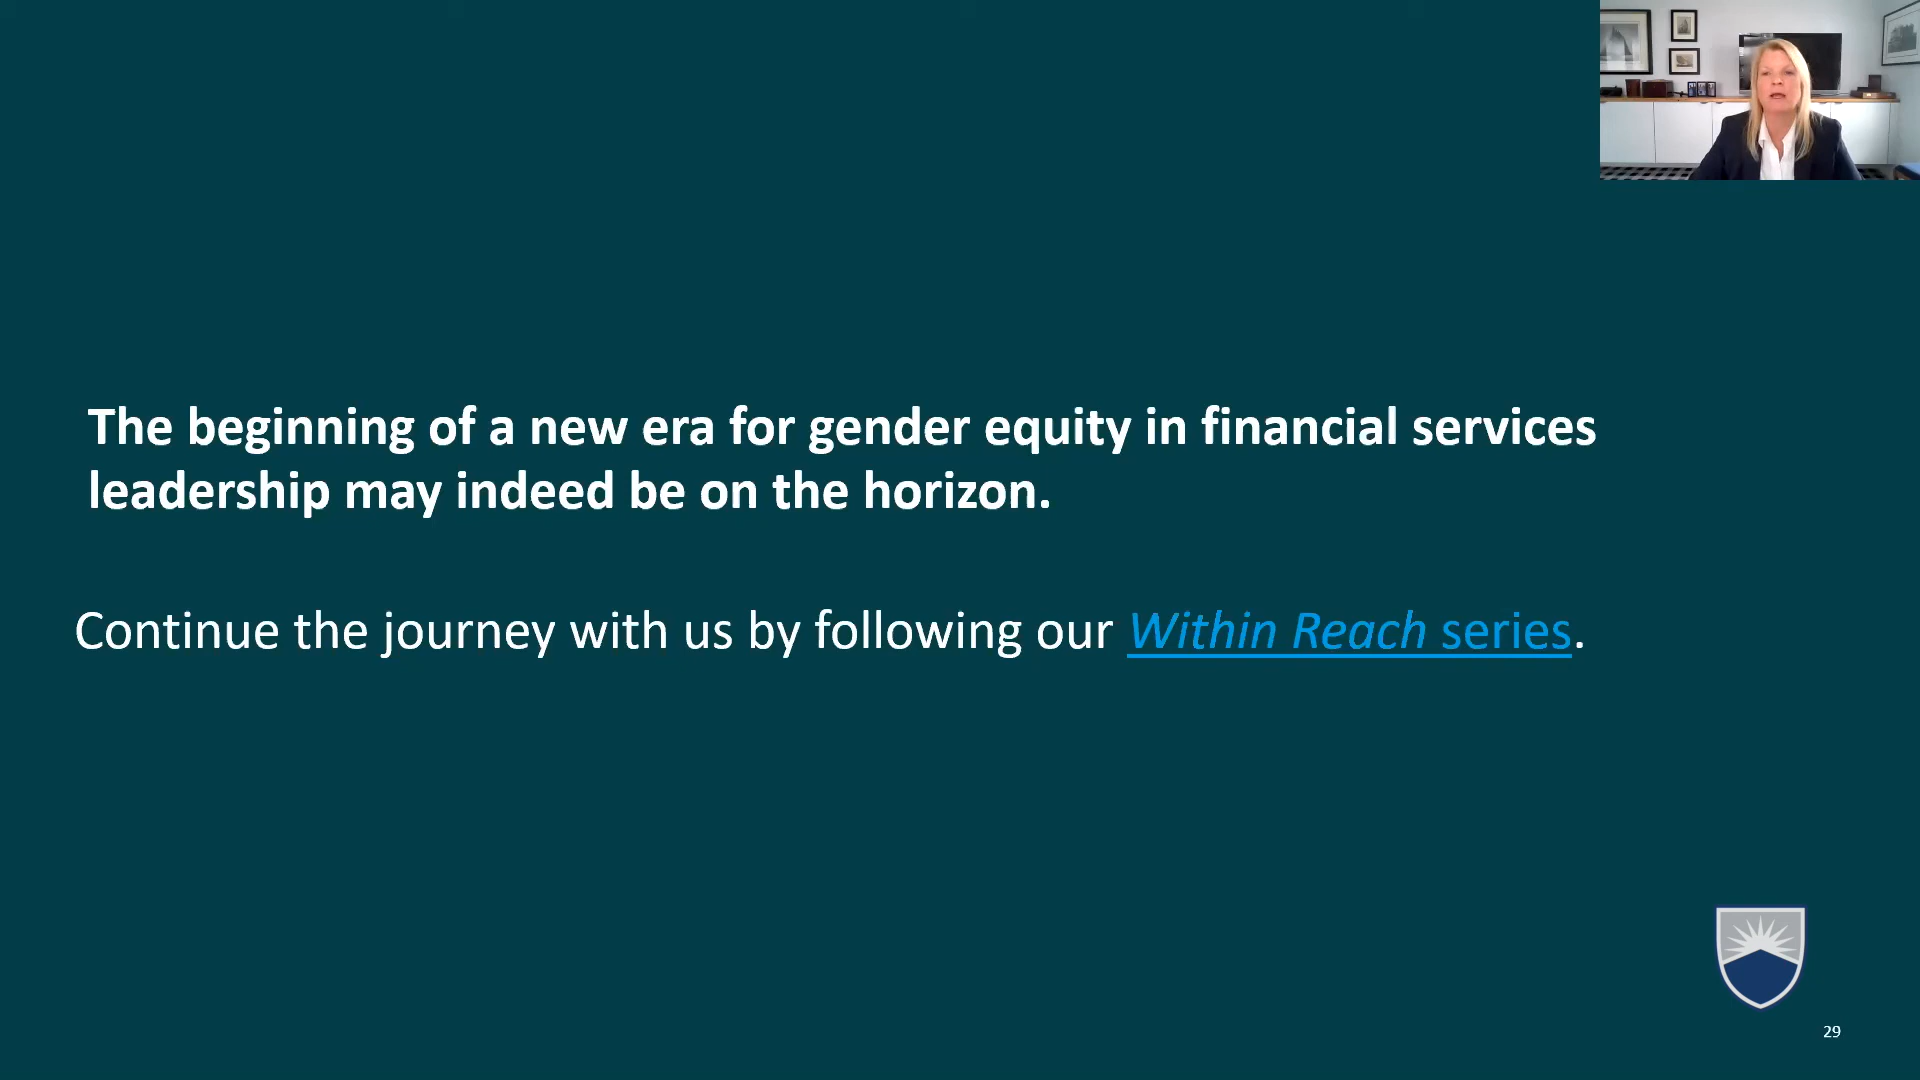 The beginning of a new era for gender equity in financial services
leadership may indeed be on the horizon.
Continue the journey with us by following our Within Reach series.
29